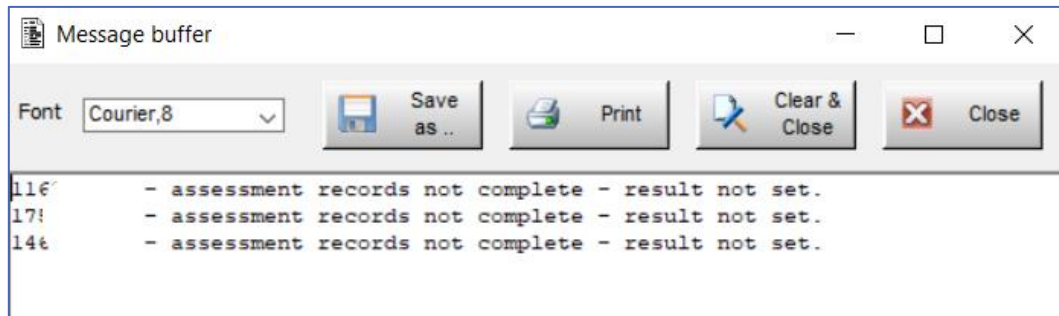 Message buffer
Font Courier,8
Save as ..
Print
Clear & Close
Close
- assessment records not complete - result not set.
- assessment records not complete - result not set.
- assessment records not complete - result not set.